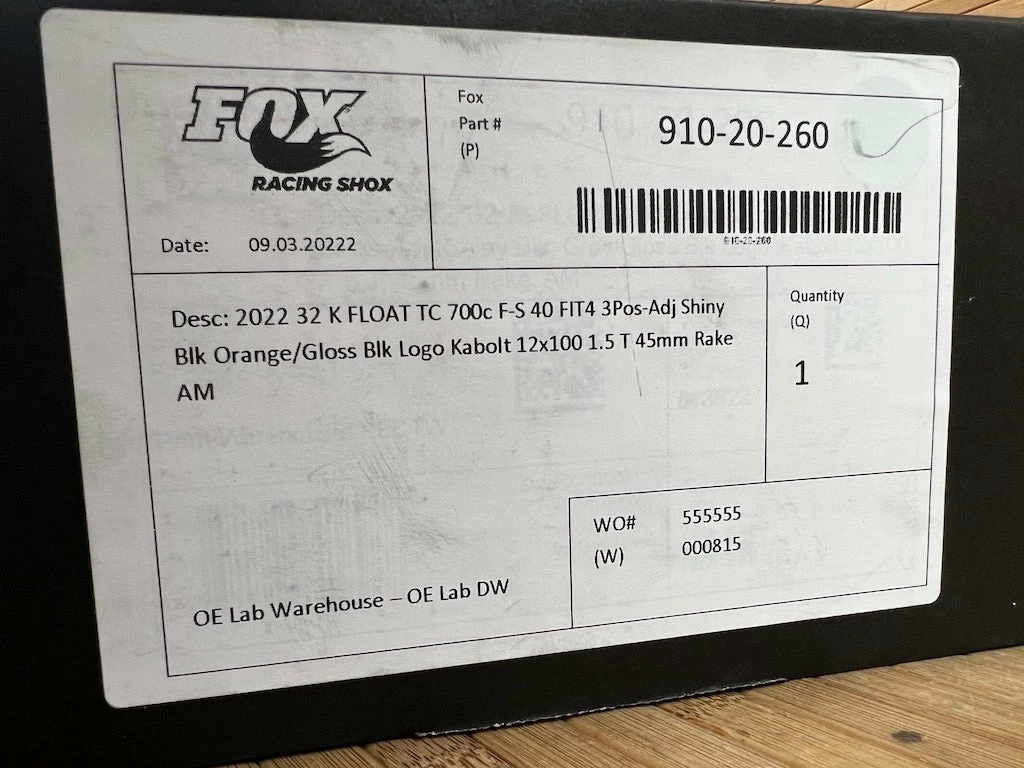 FOX
RACING SHOX
Date: 09.03.20222
Fox
Part #
(P)
910-20-260
910-20-260
Desc: 2022 32 K FLOAT TC 700c F-S 40 FIT4 3Pos-Adj Shiny
Blk Orange/Gloss Blk Logo Kabolt 12x100 1.5 T 45mm Rake
AM
Quantity
(Q)
1
WO# 555555
(W) 000815
OE Lab Warehouse – OE Lab DW